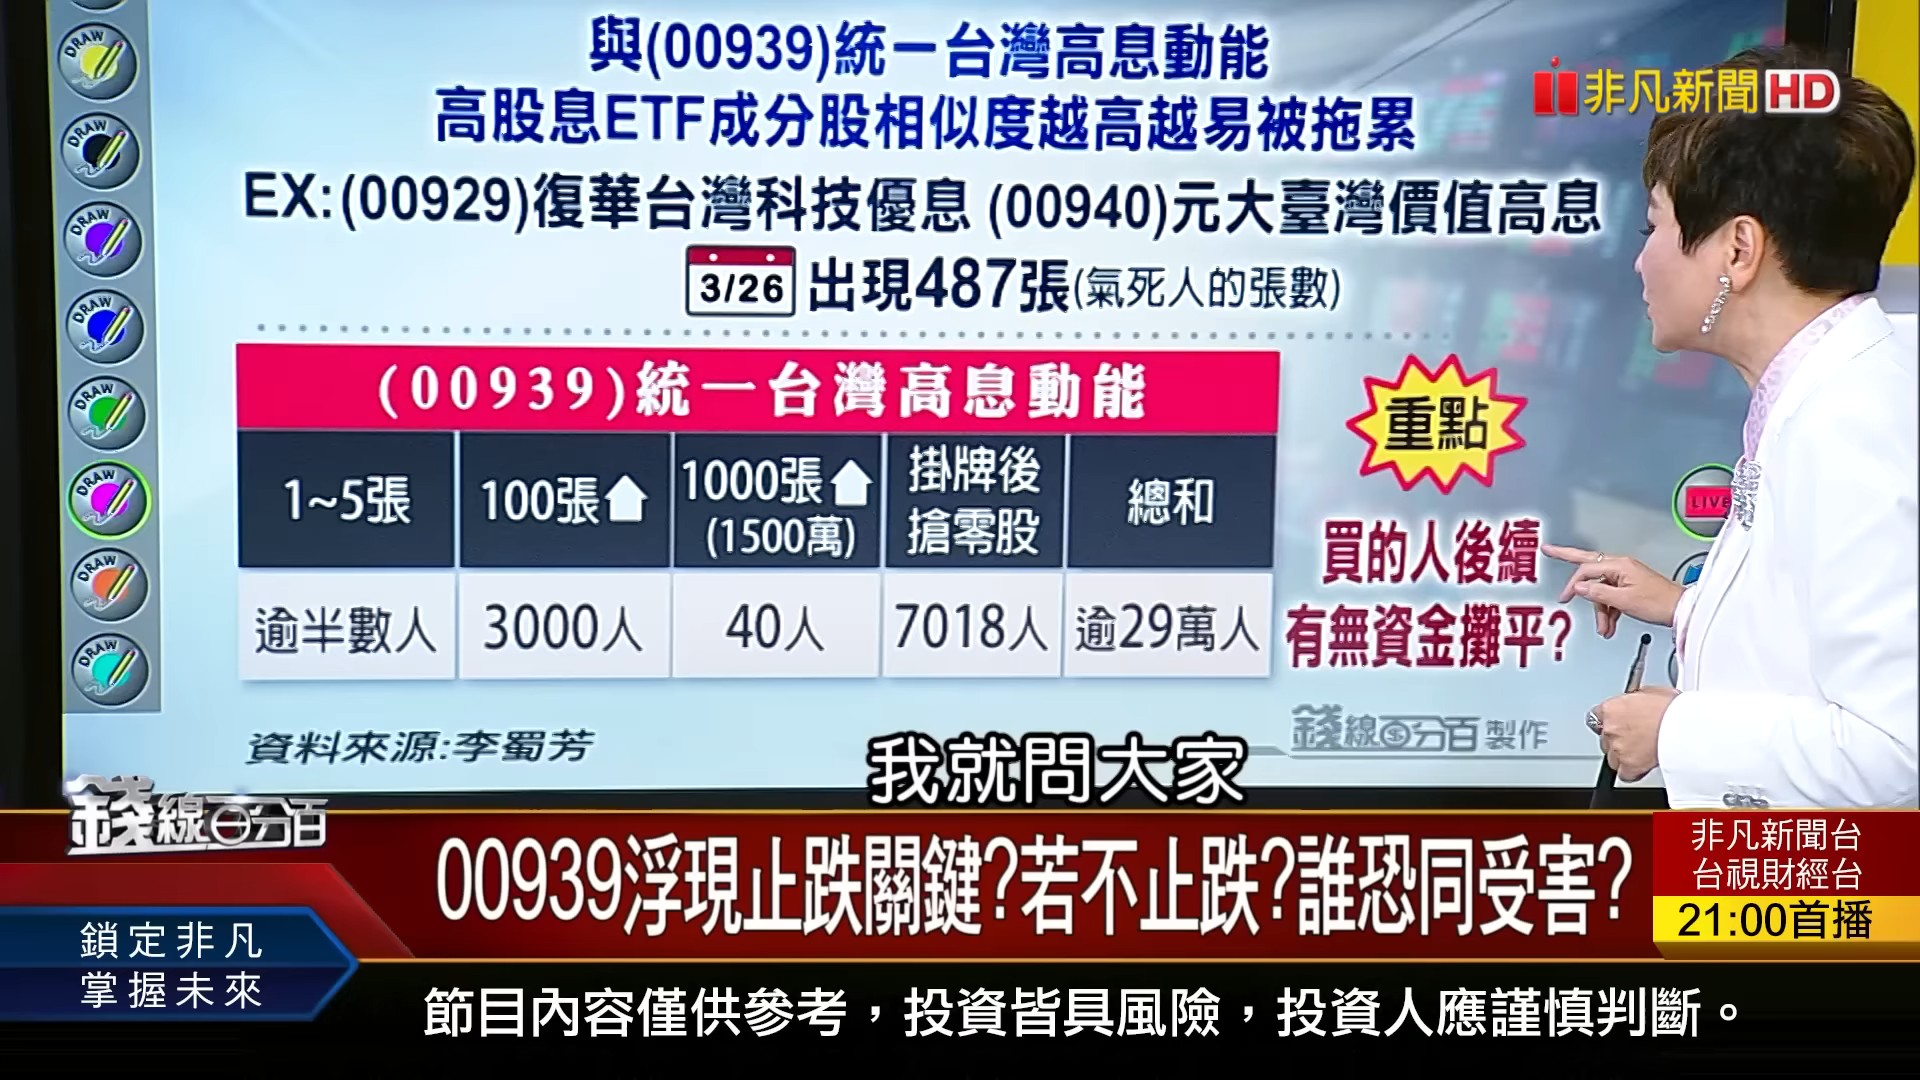 與(00939)統一台灣高息動能
高股息ETF成分股相似度越高越易被拖累
EX:(00929)復華台灣科技優息 (00940)元大臺灣價值高息
3/26 出現487張(氣死人的張數)
非凡新聞HD
(00939)統一台灣高息動能
1~5張
100張
1000張
(1500萬)
掛牌後
搶零股
總和
逾半數人
3000人
40人
7018人
逾29萬人
重點
買的人後續
有無資金攤平?
資料來源:李蜀芳
錢線百分百 製作
DRAW
DRAW
DRAW
DRAW
DRAW
DRAW
DRAW
DRAW
LIVE
我就問大家
錢線百分百
00939浮現止跌關鍵?若不止跌?誰恐同受害?
非凡新聞台
台視財經台
21:00首播
鎖定非凡
掌握未來
節目內容僅供參考，投資皆具風險，投資人應謹慎判斷。